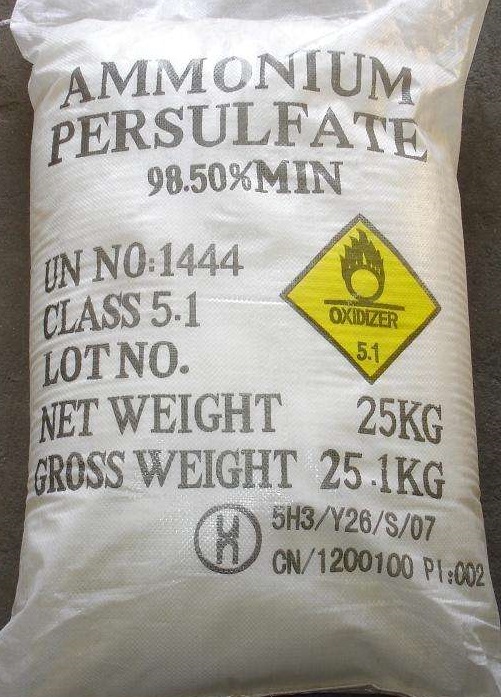 AMMONIUM
PERSULFATE
98.50%MIN
UN NO:1444
CLASS 5.1
LOT NO.
OXIDIZER
5.1
NET WEIGHT 25KG
GROSS WEIGHT 25.1KG
5H3/Y26/S/07
CN/1200100 PI:002